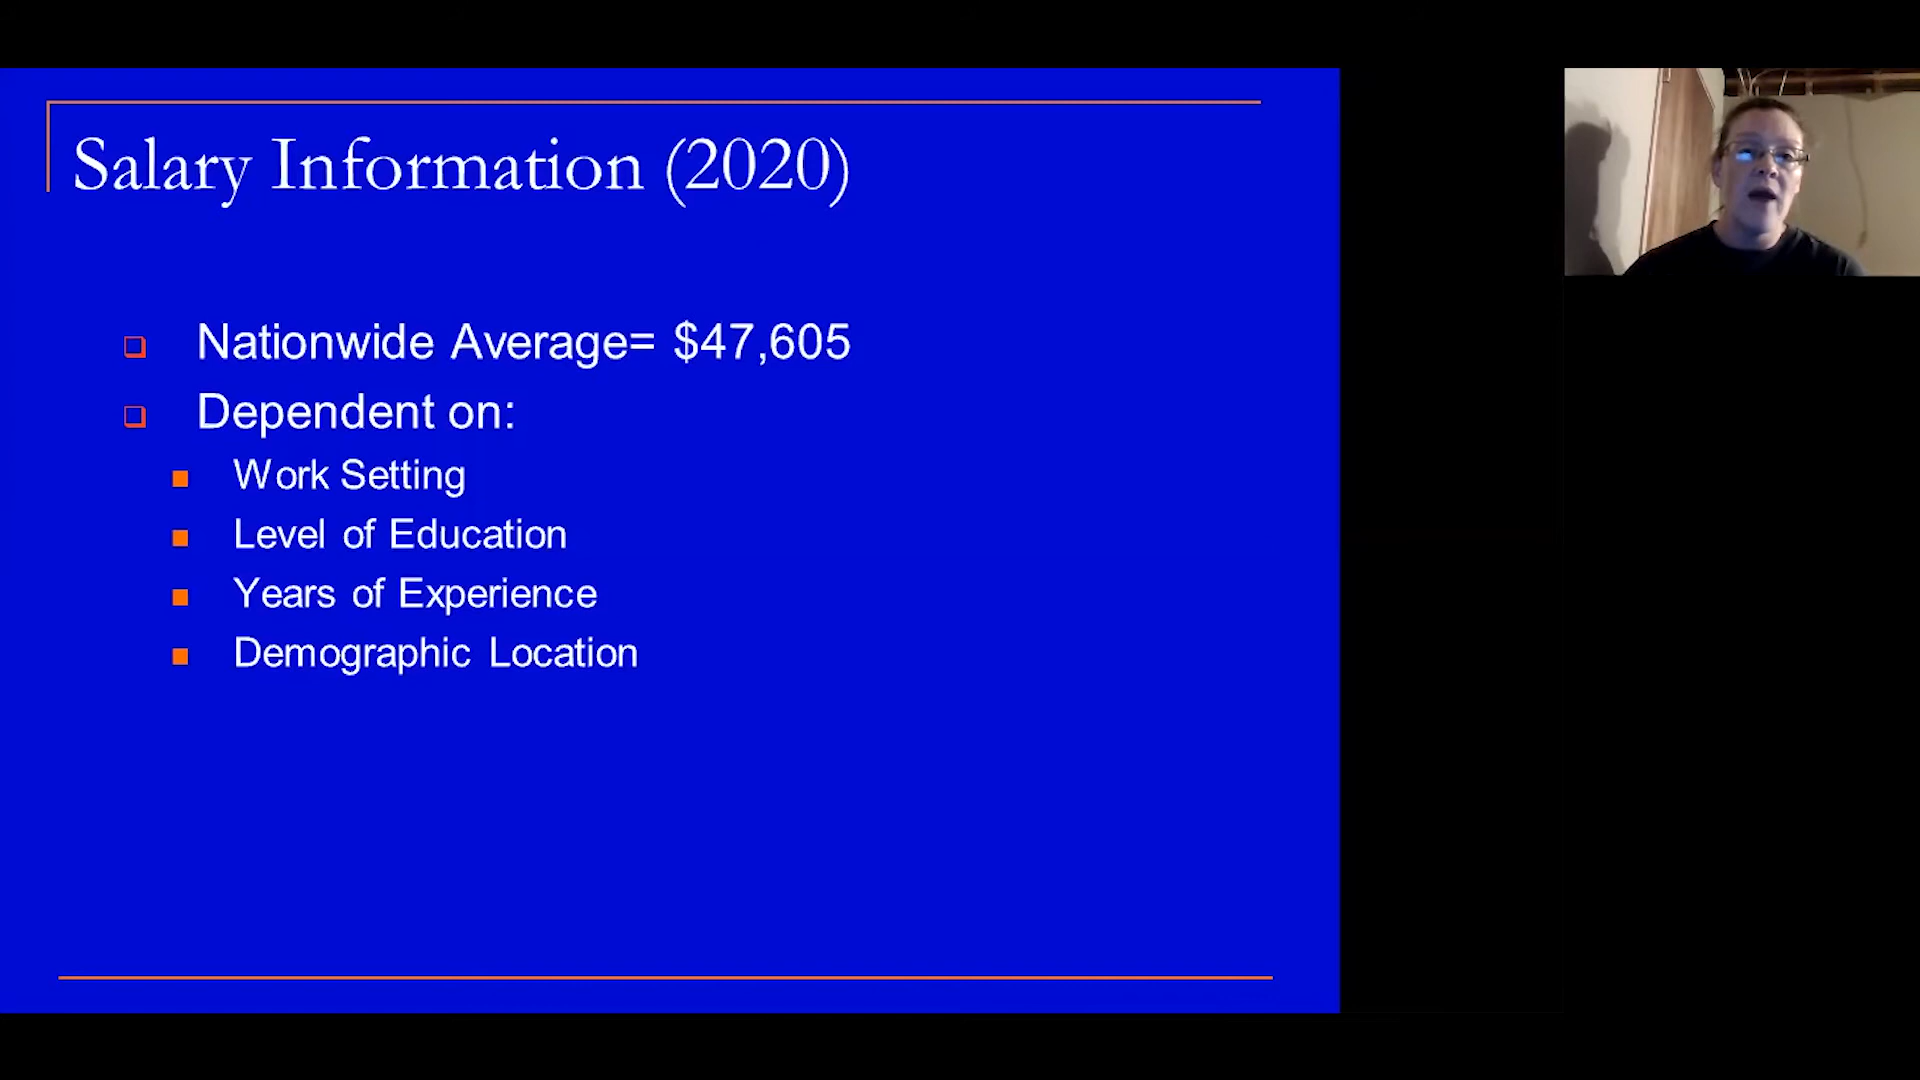 Salary Information (2020)
Nationwide Average= $47,605
Dependent on:
Work Setting
Level of Education
Years of Experience
Demographic Location